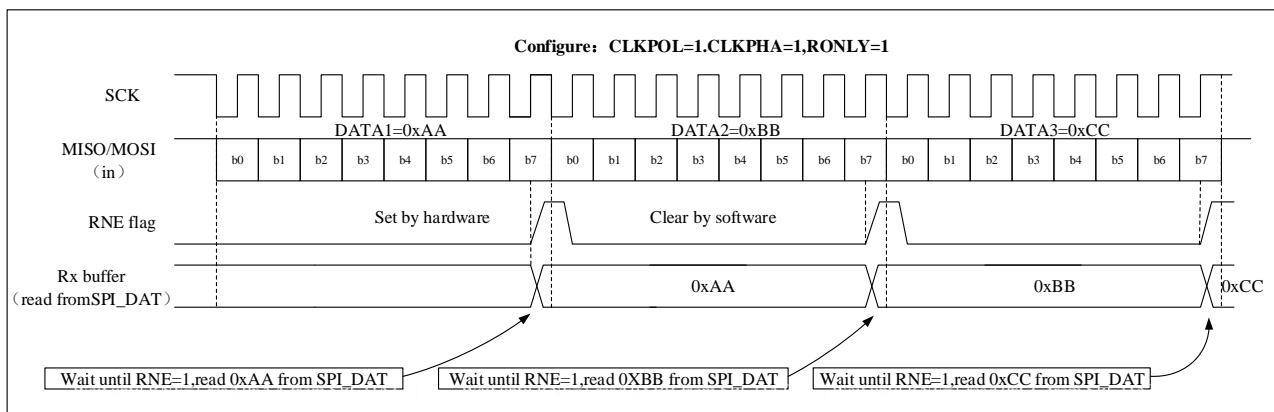 Configure：CLKPOL=1.CLKPHA=1,RONLY=1
SCK
DATA1=0xAA DATA2=0xBB DATA3=0xCC
MISO/MOSI
（in）
b0 b1 b2 b3 b4 b5 b6 b7 b0 b1 b2 b3 b4 b5 b6 b7 b0 b1 b2 b3 b4 b5 b6 b7
RNE flag
Set by hardware Clear by software
Rx buffer
（read fromSPI_DAT）
0xAA 0xBB 0xCC
Wait until RNE=1,read 0xAA from SPI_DAT
Wait until RNE=1,read 0XBB from SPI_DAT
Wait until RNE=1,read 0xCC from SPI_DAT